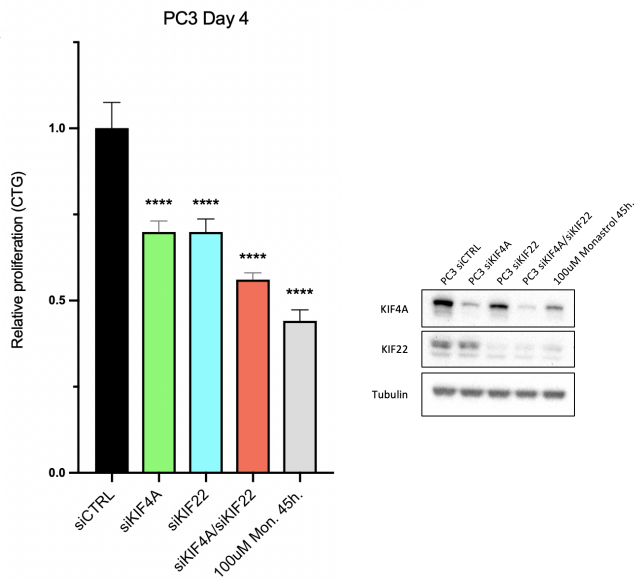 PC3 Day 4
Relative proliferation (CTG)
1.0
0.5
0.0
****
****
****
****
siCTRL
siKIF4A
siKIF22
siKIF4A/siKIF22
100uM Mon. 45h.
PC3 siCTRL
PC3 siKIF4A
PC3 siKIF22
PC3 siKIF4A/siKIF22
100uM Monastrol 45h.
KIF4A
KIF22
Tubulin